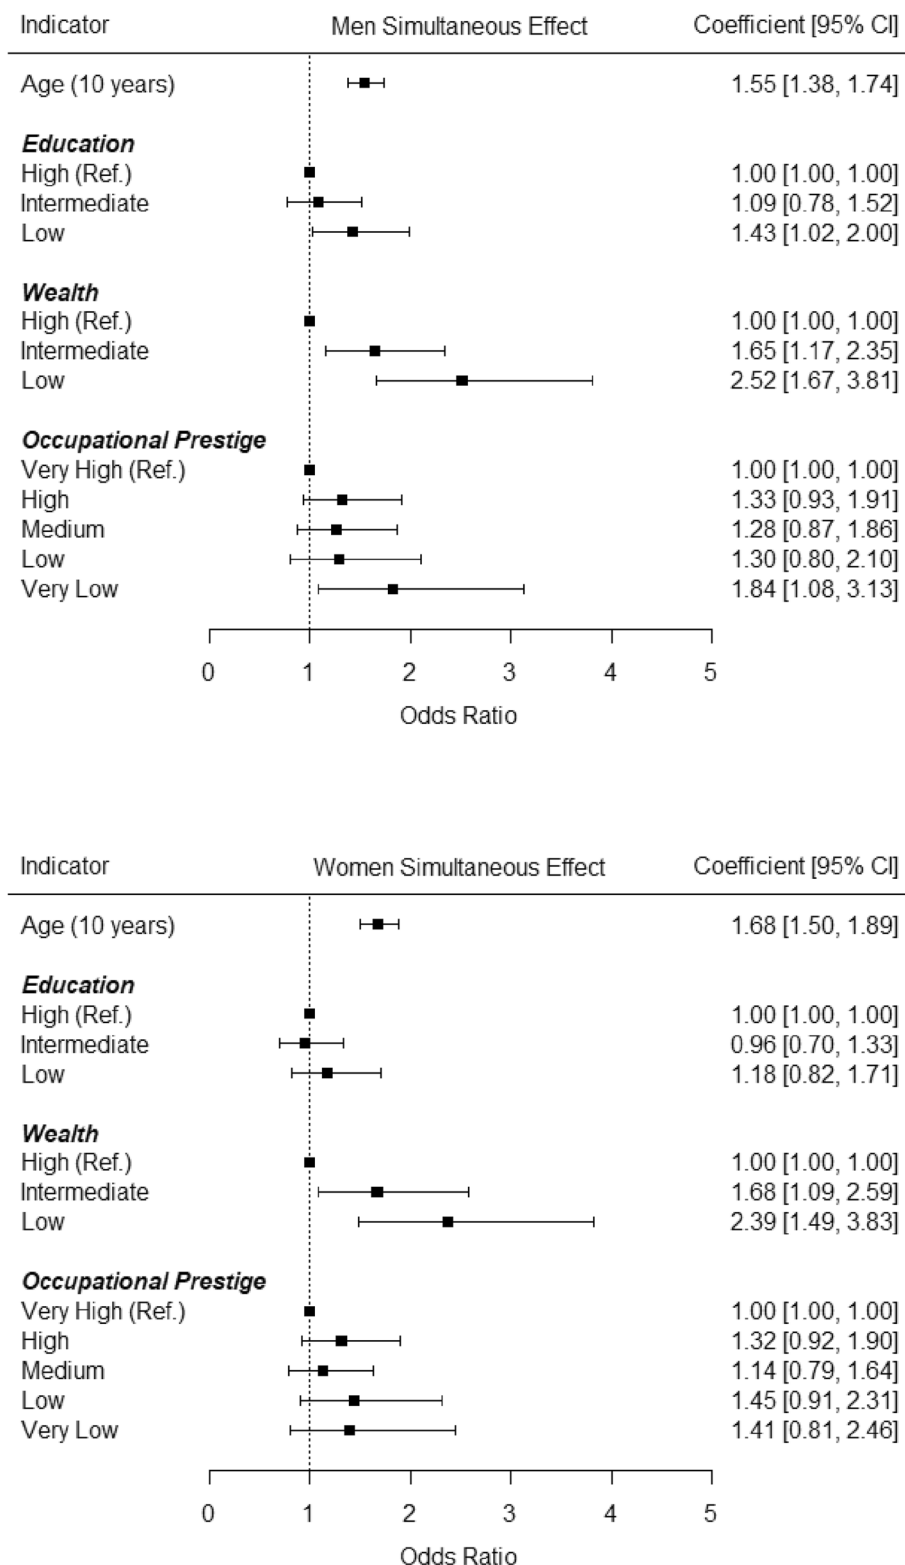 Indicator Men Simultaneous Effect Coefficient [95% CI]
Age (10 years) 1.55 [1.38, 1.74]
Education
High (Ref.) 1.00 [1.00, 1.00]
Intermediate 1.09 [0.78, 1.52]
Low 1.43 [1.02, 2.00]
Wealth
High (Ref.) 1.00 [1.00, 1.00]
Intermediate 1.65 [1.17, 2.35]
Low 2.52 [1.67, 3.81]
Occupational Prestige
Very High (Ref.) 1.00 [1.00, 1.00]
High 1.33 [0.93, 1.91]
Medium 1.28 [0.87, 1.86]
Low 1.30 [0.80, 2.10]
Very Low 1.84 [1.08, 3.13]
0 1 2 3 4 5
Odds Ratio
Indicator Women Simultaneous Effect Coefficient [95% CI]
Age (10 years) 1.68 [1.50, 1.89]
Education
High (Ref.) 1.00 [1.00, 1.00]
Intermediate 0.96 [0.70, 1.33]
Low 1.18 [0.82, 1.71]
Wealth
High (Ref.) 1.00 [1.00, 1.00]
Intermediate 1.68 [1.09, 2.59]
Low 2.39 [1.49, 3.83]
Occupational Prestige
Very High (Ref.) 1.00 [1.00, 1.00]
High 1.32 [0.92, 1.90]
Medium 1.14 [0.79, 1.64]
Low 1.45 [0.91, 2.31]
Very Low 1.41 [0.81, 2.46]
0 1 2 3 4 5
Odds Ratio